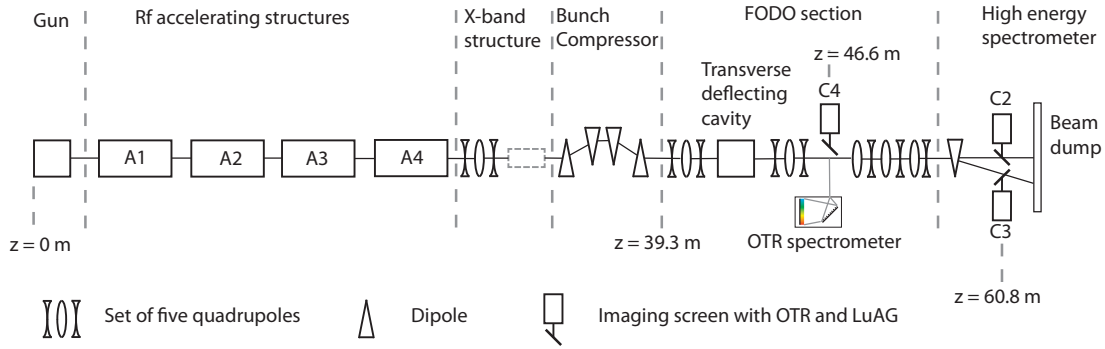 Gun
Rf accelerating structures
X-band
structure
Bunch
Compressor
FODO section
High energy
spectrometer
z = 46.6 m
Transverse
deflecting
cavity
C4
C2
Beam
dump
A1
A2
A3
A4
C3
z = 0 m
z = 39.3 m
OTR spectrometer
z = 60.8 m
Set of five quadrupoles
Dipole
Imaging screen with OTR and LuAG